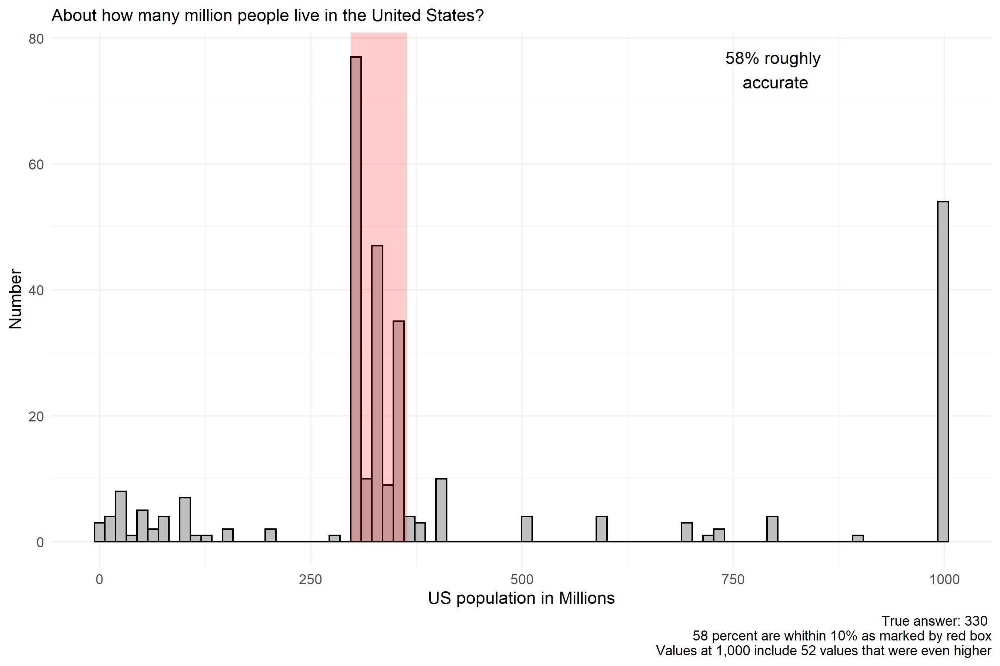 About how many million people live in the United States?
80
58% roughly
accurate
60
Number
40
20
0
0 250 500 750 1000
US population in Millions
True answer: 330
58 percent are whithin 10% as marked by red box
Values at 1,000 include 52 values that were even higher